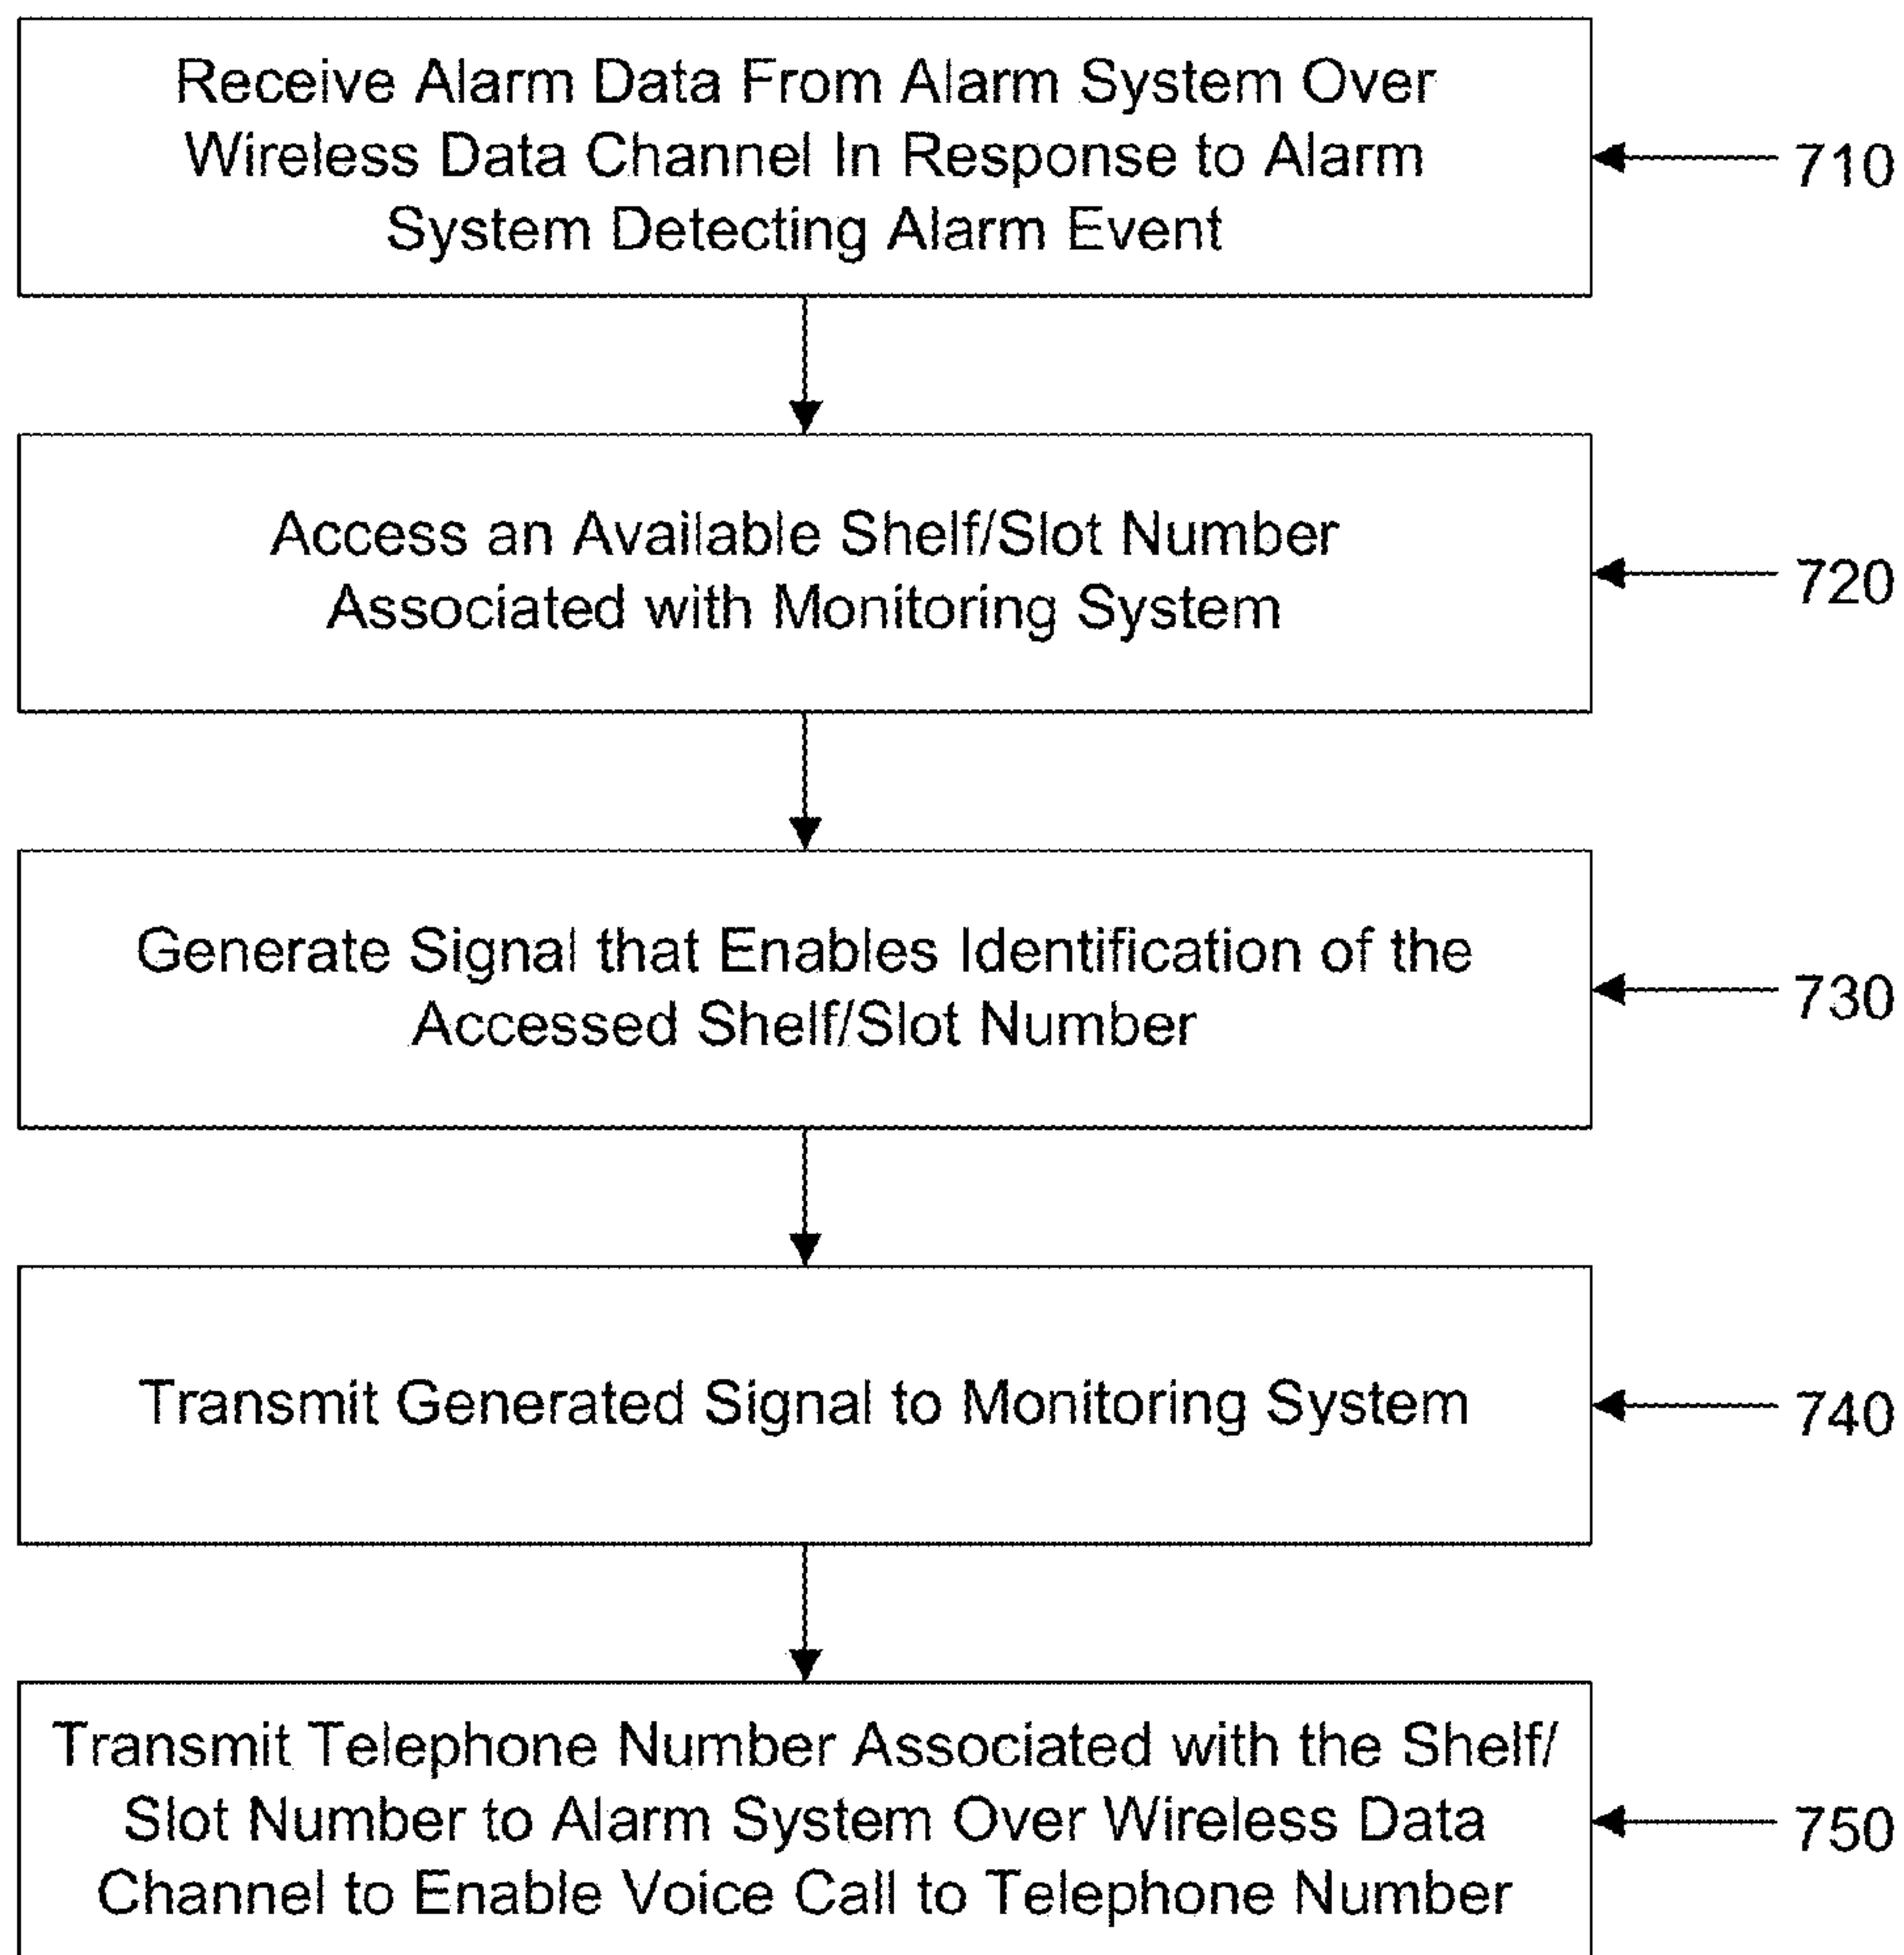 Receive Alarm Data From Alarm System Over
Wireless Data Channel In Response to Alarm
System Detecting Alarm Event
710
Access an Available Shelf/Slot Number
Associated with Monitoring System
720
Generate Signal that Enables Identification of the
Accessed Shelf/Slot Number
730
Transmit Generated Signal to Monitoring System
740
Transmit Telephone Number Associated with the Shelf/
Slot Number to Alarm System Over Wireless Data
Channel to Enable Voice Call to Telephone Number
750